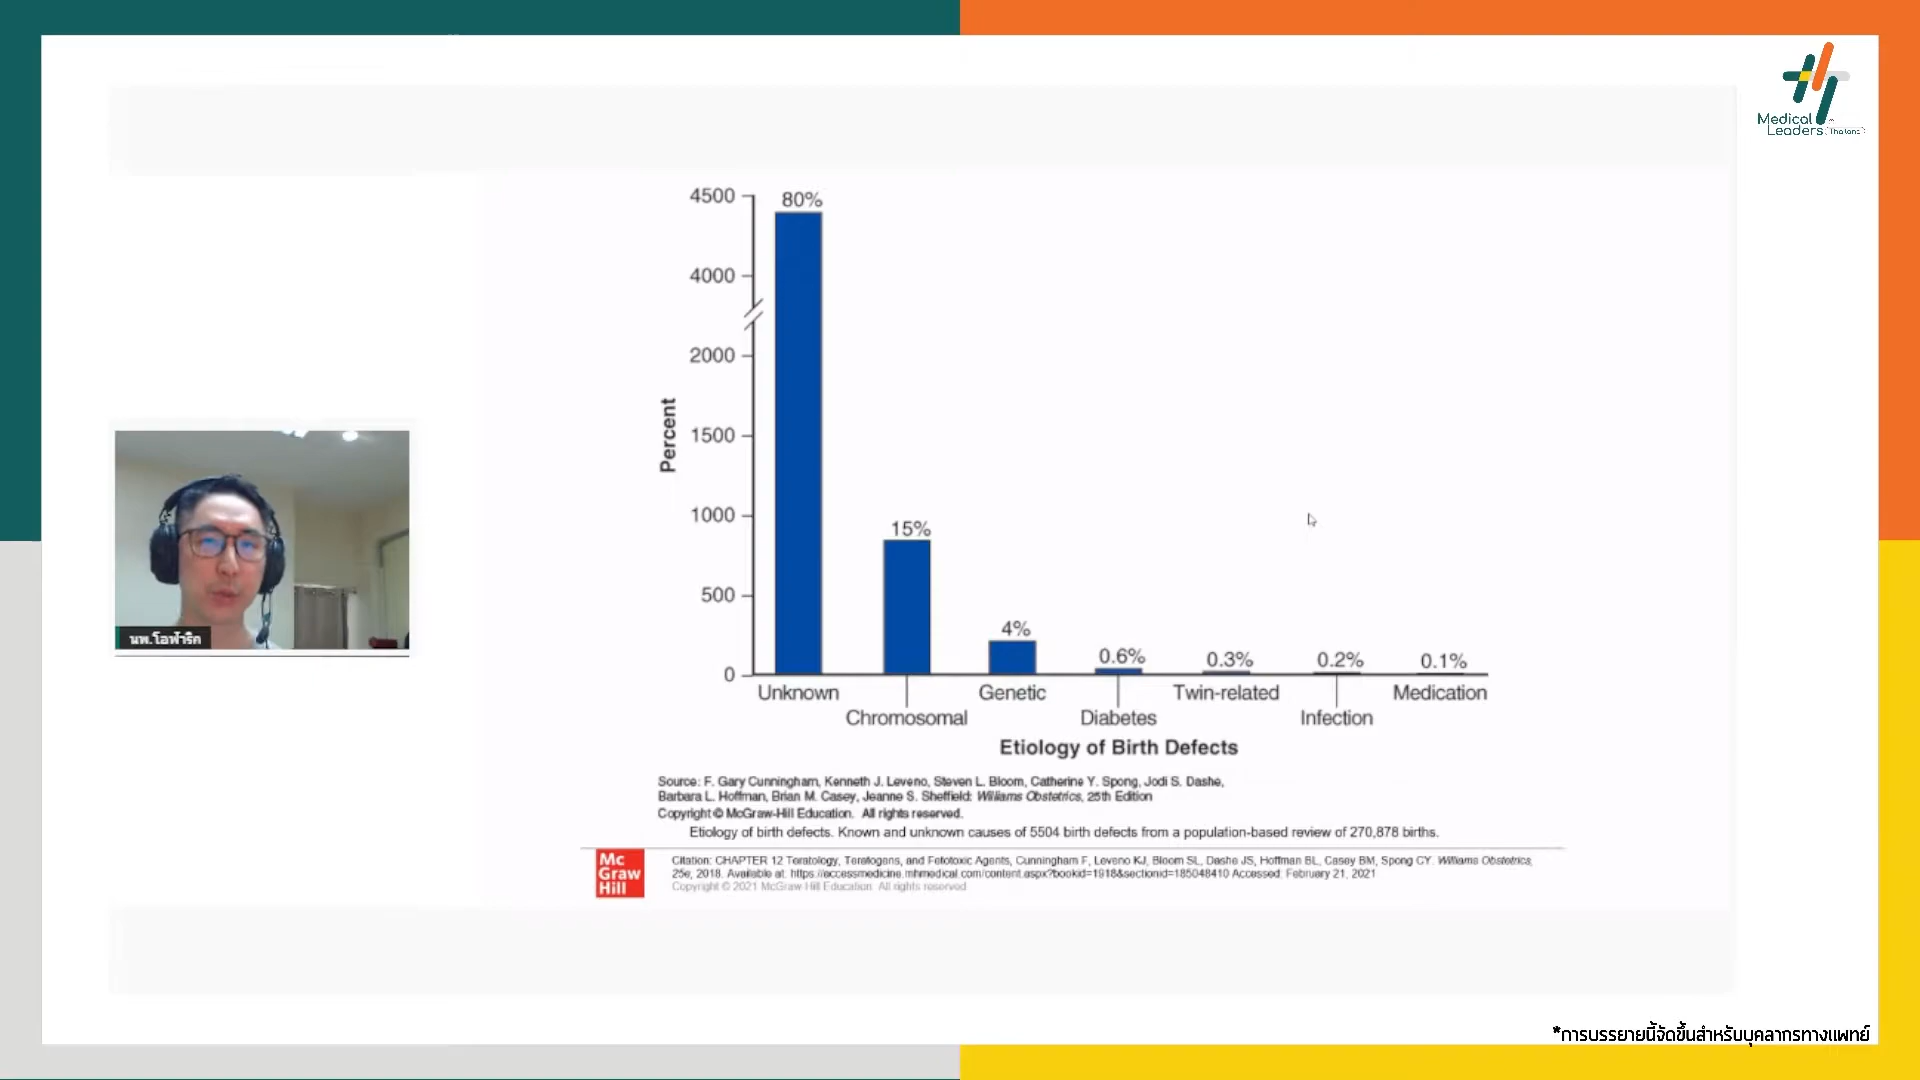 Medical
Leaders
4500
80%
4000
2000
Percent
1500
1000
15%
500
4%
0.6%
0.3%
0.2%
0.1%
0
Unknown
Genetic
Twin-related
Medication
Chromosomal
Diabetes
Infection
Etiology of Birth Defects
Source: F. Gary Cunningham, Kenneth J. Leveno, Steven L. Bloom, Catherine Y. Spong, Jodi S. Dashe,
Barbara L. Hoffman, Brian M. Casey, Jeanne S. Sheffield: Williams Obstetrics, 25th Edition
Copyright © McGraw-Hill Education. All rights reserved.
Etiology of birth defects. Known and unknown causes of 5504 birth defects from a population-based review of 270,878 births.
Mc
Graw
Hill
Citation: CHAPTER 12 Teratology, Teratogens, and Fetotoxic Agents, Cunningham F, Leveno KJ, Bloom SL, Dashe JS, Hoffman BL, Casey BM, Spong CY. Williams Obstetrics,
25e; 2018. Available at: https://accessmedicine.mhmedical.com/content.aspx?bookid=1918&sectionid=185048410 Accessed: February 21, 2021
Copyright © 2021 McGraw-Hill Education. All rights reserved
นพ.โอฬาริค
*การบรรยายนี้จัดขึ้นสำหรับบุคลากรทางแพทย์